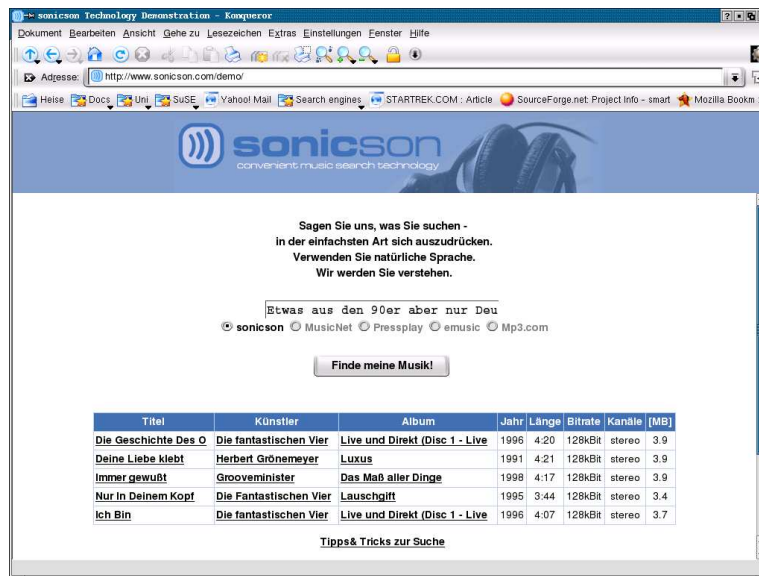 sonicson Technology Demonstration - Konqueror
Dokument Bearbeiten Ansicht Gehe zu Lesezeichen Extras Einstellungen Fenster Hilfe
Adresse: http://www.sonicson.com/demo/
Heise Docs Uni SuSE Yahoo! Mail Search engines STARTREK.COM : Article SourceForge.net: Project Info - smart Mozilla Bookm
sonicson
convenient music search technology
Sagen Sie uns, was Sie suchen -
in der einfachsten Art sich auszudrücken.
Verwenden Sie natürliche Sprache.
Wir werden Sie verstehen.
Etwas aus den 90er aber nur Deu
sonicson MusicNet Pressplay emusic Mp3.com
Finde meine Musik!
Titel Künstler Album Jahr Länge Bitrate Kanäle [MB]
Die Geschichte Des O Die fantastischen Vier Live und Direkt (Disc 1 - Live 1996 4:20 128kBit stereo 3.9
Deine Liebe klebt Herbert Grönemeyer Luxus 1991 4:21 128kBit stereo 3.9
Immer gewußt Grooveminister Das Maß aller Dinge 1998 4:17 128kBit stereo 3.9
Nur In Deinem Kopf Die Fantastischen Vier Lauschgift 1995 3:44 128kBit stereo 3.4
Ich Bin Die fantastischen Vier Live und Direkt (Disc 1 - Live 1996 4:07 128kBit stereo 3.7
Tipps& Tricks zur Suche